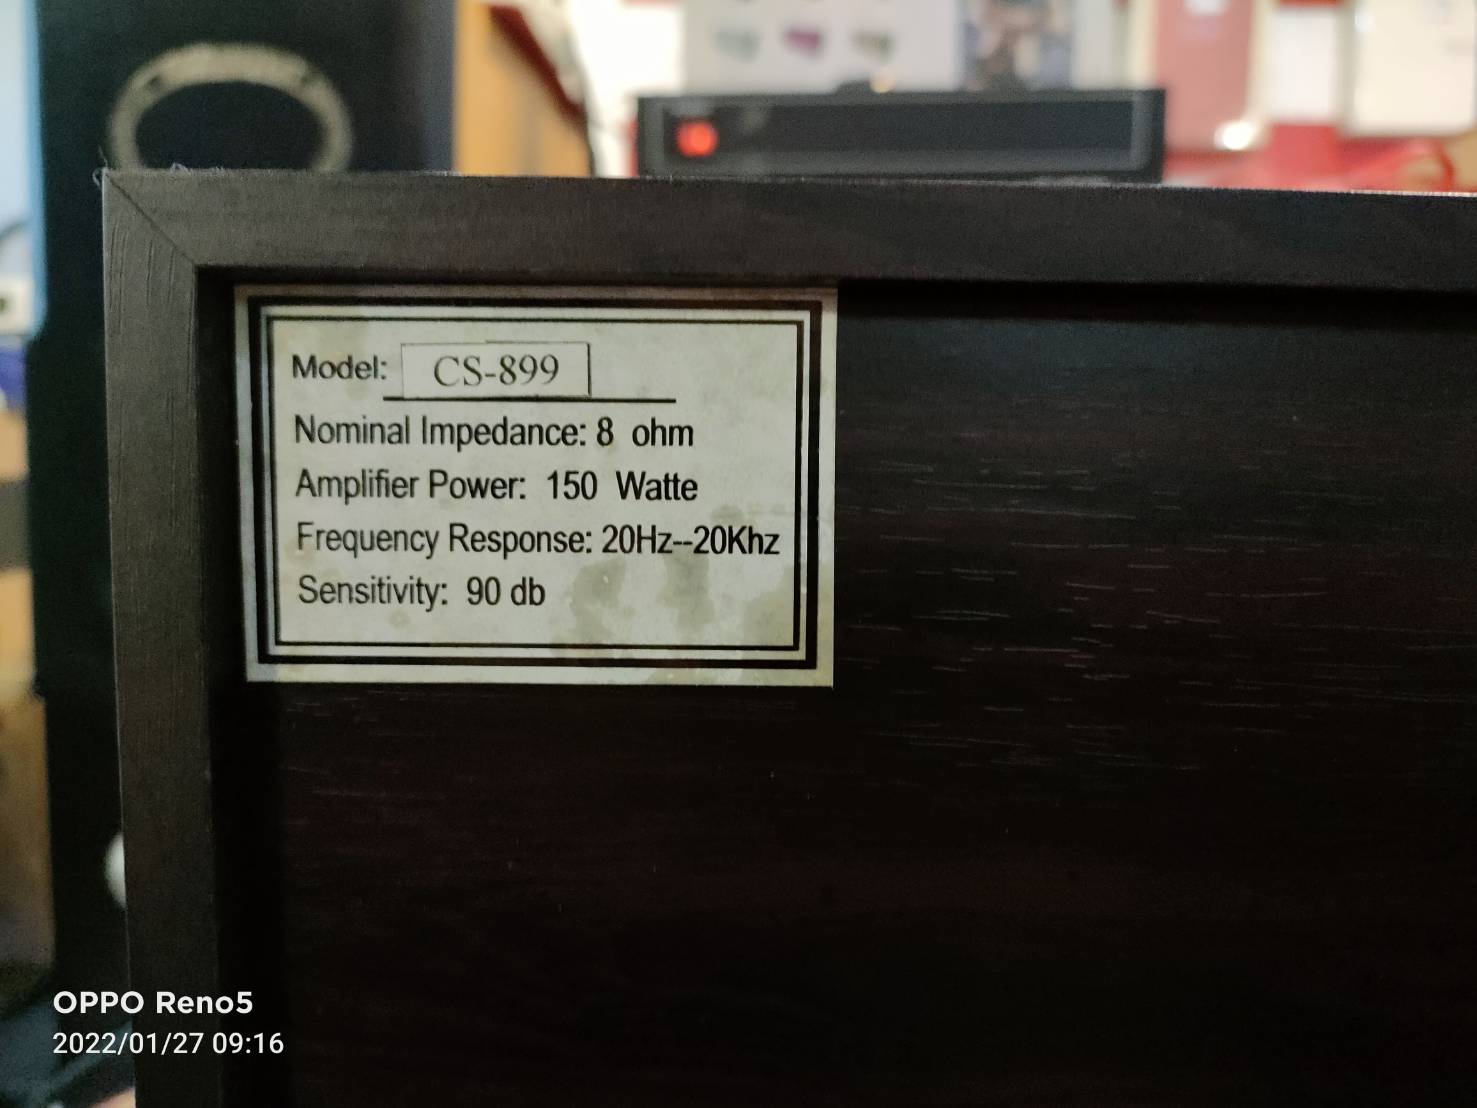 Model: CS-899
Nominal Impedance: 8 ohm
Amplifier Power: 150 Watte
Frequency Response: 20Hz--20Khz
Sensitivity: 90 db
OPPO Reno5
2022/01/27 09:16